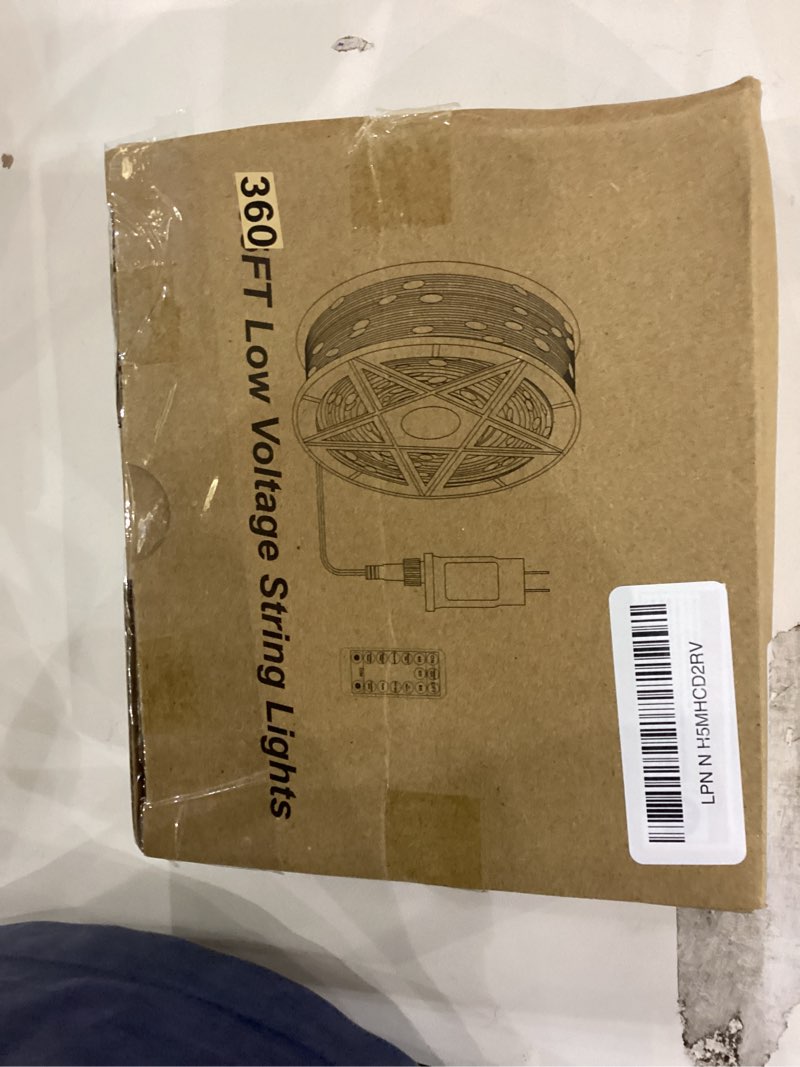 360FT Low Voltage String Lights
LPN N H5MHCD2RV